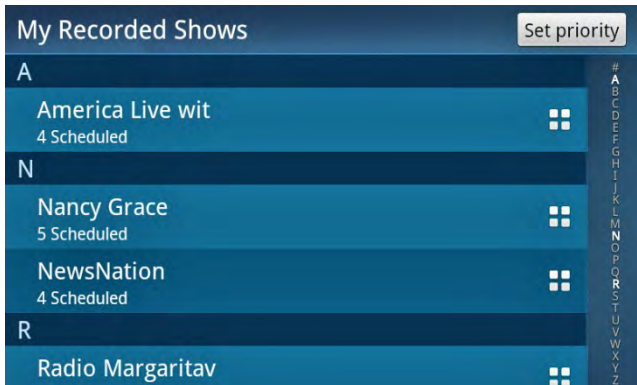 My Recorded Shows
Set priority
A
America Live wit
4 Scheduled
N
Nancy Grace
5 Scheduled
NewsNation
4 Scheduled
R
Radio Margaritav
#
A
B
C
D
E
F
G
H
I
J
K
L
M
N
O
P
Q
R
S
T
U
V
W
X
Y
Z